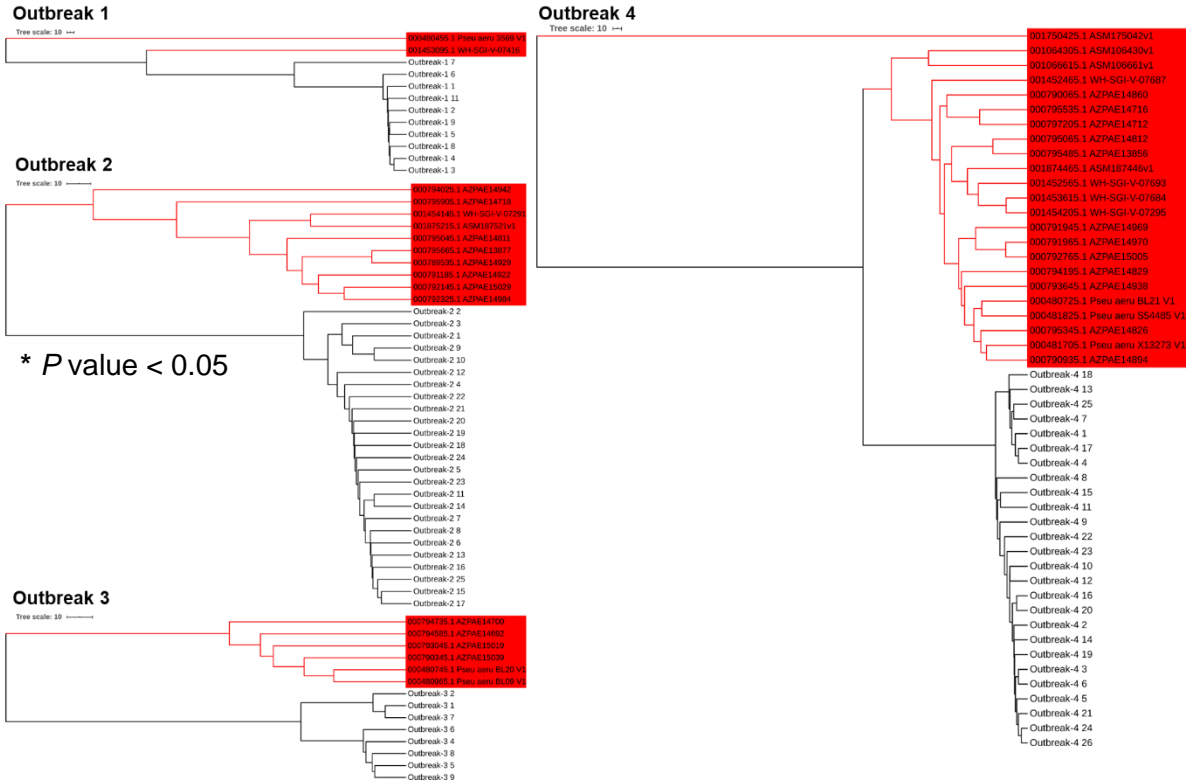 Outbreak 1
Tree scale: 10
000480455.1 Pseu aeru 3569 V1
001453095.1 WH-SGI-V-07416
Outbreak-1 7
Outbreak-1 6
Outbreak-1 1
Outbreak-1 11
Outbreak-1 2
Outbreak-1 9
Outbreak-1 5
Outbreak-1 8
Outbreak-1 4
Outbreak-1 3
Outbreak 2
Tree scale: 10
000794025.1 AZPAE14842
000795905.1 AZPAE14718
001454145.1 WH-SGI-V-07291
001875215.1 ASM187521v1
000795045.1 AZPAE14811
000795665.1 AZPAE13877
000789535.1 AZPAE14929
000791185.1 AZPAE14922
000792145.1 AZPAE15029
000792325.1 AZPAE14984
Outbreak-2 2
Outbreak-2 3
Outbreak-2 1
Outbreak-2 9
Outbreak-2 10
* P value < 0.05
Outbreak-2 12
Outbreak-2 4
Outbreak-2 22
Outbreak-2 21
Outbreak-2 20
Outbreak-2 19
Outbreak-2 18
Outbreak-2 24
Outbreak-2 5
Outbreak-2 23
Outbreak-2 11
Outbreak-2 14
Outbreak-2 7
Outbreak-2 8
Outbreak-2 6
Outbreak-2 13
Outbreak-2 16
Outbreak-2 25
Outbreak-2 15
Outbreak-2 17
Outbreak 3
Tree scale: 10
000794735.1 AZPAE14700
000794585.1 AZPAE14692
000793045.1 AZPAE15019
000790345.1 AZPAE15039
000480745.1 Pseu aeru BL20 V1
000480965.1 Pseu aeru BL09 V1
Outbreak-3 2
Outbreak-3 1
Outbreak-3 7
Outbreak-3 6
Outbreak-3 4
Outbreak-3 8
Outbreak-3 5
Outbreak-3 9
Outbreak 4
Tree scale: 10
001750425.1 ASM175042v1
001064305.1 ASM106430v1
001066615.1 ASM106661v1
001452465.1 WH-SGI-V-07687
000790065.1 AZPAE14860
000795535.1 AZPAE14716
000797205.1 AZPAE14712
000795065.1 AZPAE14812
000795485.1 AZPAE13856
001874465.1 ASM187446v1
001452565.1 WH-SGI-V-07693
001453615.1 WH-SGI-V-07684
001454205.1 WH-SGI-V-07295
000791945.1 AZPAE14969
000791965.1 AZPAE14970
000792765.1 AZPAE15005
000794195.1 AZPAE14829
000793645.1 AZPAE14938
000480725.1 Pseu aeru BL21 V1
000481825.1 Pseu aeru S54485 V1
000795345.1 AZPAE14826
000481705.1 Pseu aeru X13273 V1
000790935.1 AZPAE14894
Outbreak-4 18
Outbreak-4 13
Outbreak-4 25
Outbreak-4 7
Outbreak-4 1
Outbreak-4 17
Outbreak-4 4
Outbreak-4 8
Outbreak-4 15
Outbreak-4 11
Outbreak-4 9
Outbreak-4 22
Outbreak-4 23
Outbreak-4 10
Outbreak-4 12
Outbreak-4 16
Outbreak-4 20
Outbreak-4 2
Outbreak-4 14
Outbreak-4 19
Outbreak-4 3
Outbreak-4 6
Outbreak-4 5
Outbreak-4 21
Outbreak-4 24
Outbreak-4 26